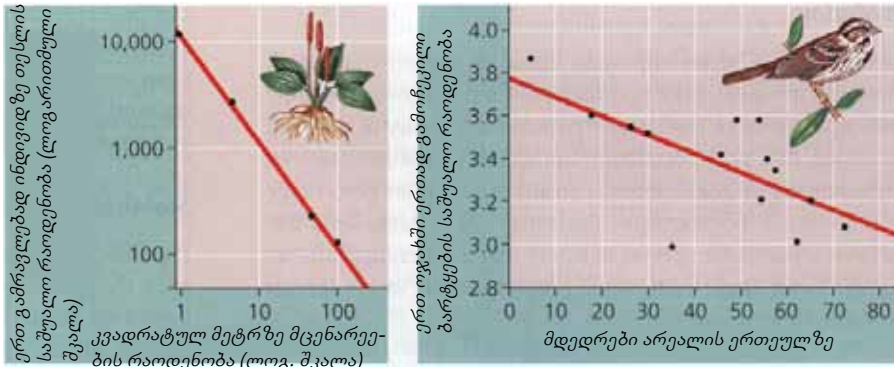 ერთ გამრავლებად ინდივიდზე თესლის
საშუალო რაოდენობა (ლოგარითმული
შკალა)
10,000
1,000
100
1
10
100
კვადრატულ მეტრზე მცენარეე-
ბის რაოდენობა (ლოგ. შკალა)
ერთ ოჯახში ერთად გამოჩეკილი
ბარტყების საშუალო რაოდენობა
4.0
3.8
3.6
3.4
3.2
3.0
2.8
0
10
20
30
40
50
60
70
80
მდედრები არეალის ერთეულზე